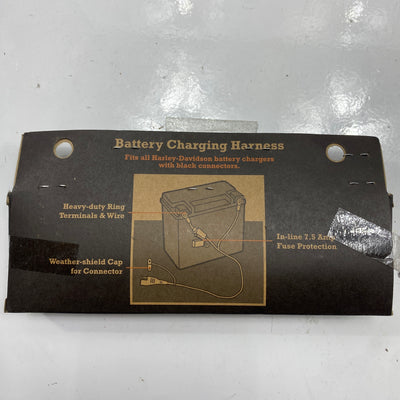 Battery Charging Harness
Fits all Harley-Davidson battery chargers
with black connectors.
Heavy-duty Ring
Terminals & Wire
In-line 7.5 Amp
Fuse Protection
Weather-shield Cap
for Connector